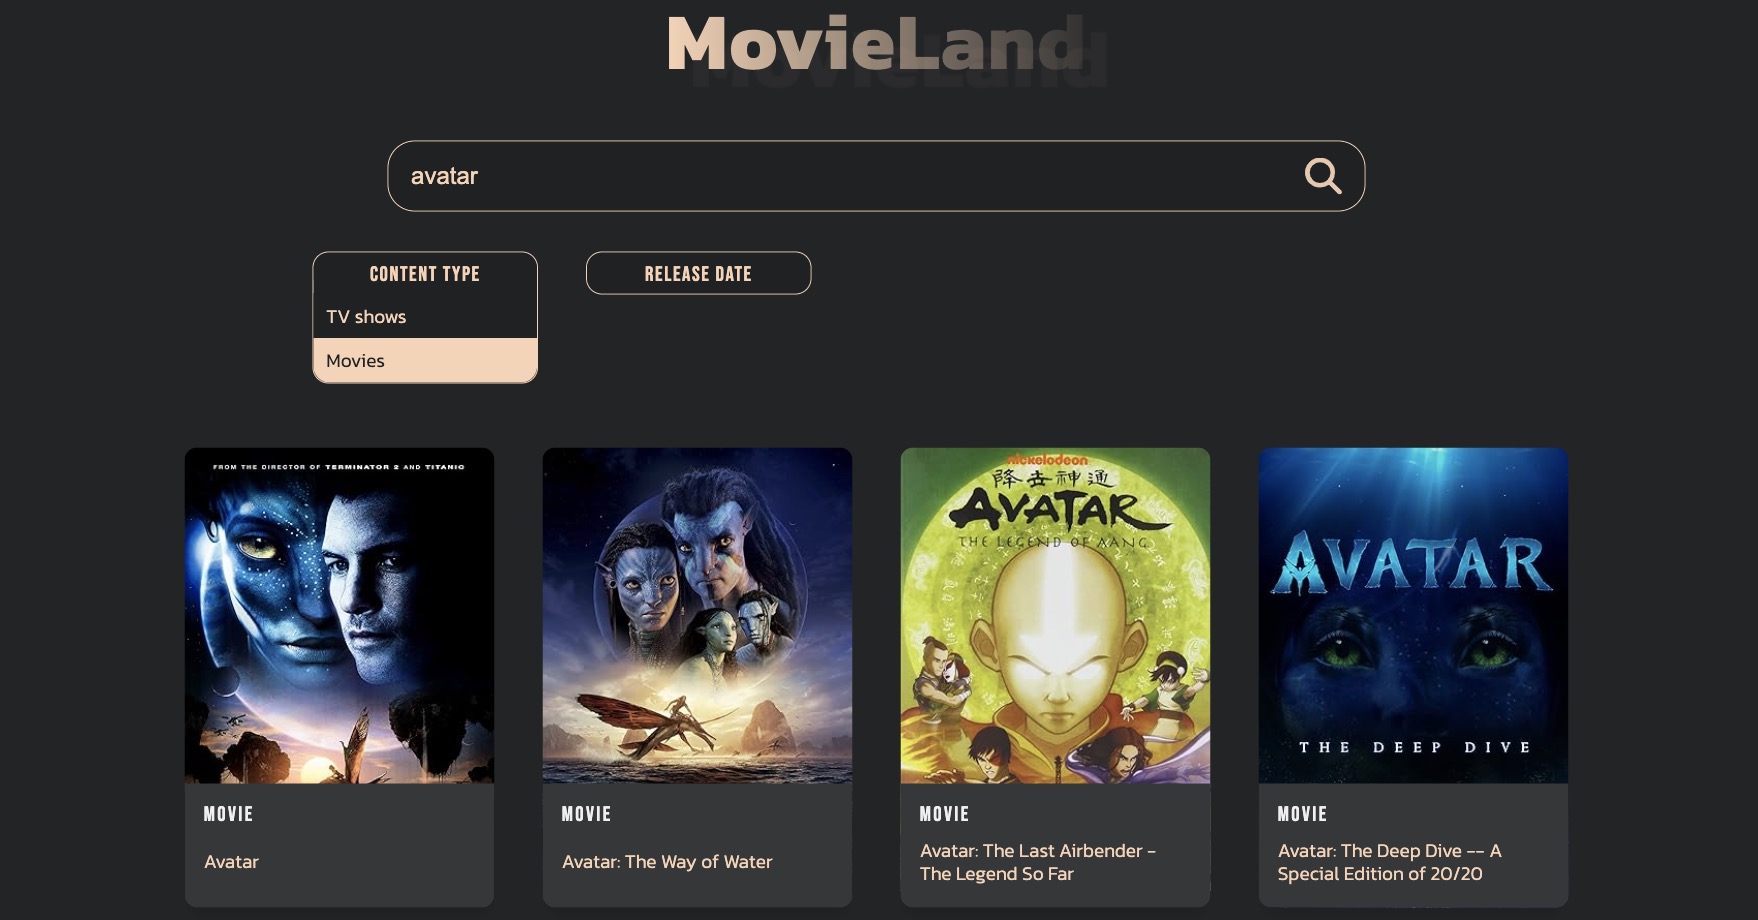 MovieLand
avatar
CONTENT TYPE
RELEASE DATE
TV shows
Movies
FROM THE DIRECTOR OF TERMINATOR 2 AND TITANIC
MOVIE
Avatar
MOVIE
Avatar: The Way of Water
nickelodeon
降击神通
AVATAR
THE LEGEND OF AANG
MOVIE
Avatar: The Last Airbender -
The Legend So Far
AVATAR
THE DEEP DIVE
MOVIE
Avatar: The Deep Dive -- A
Special Edition of 20/20